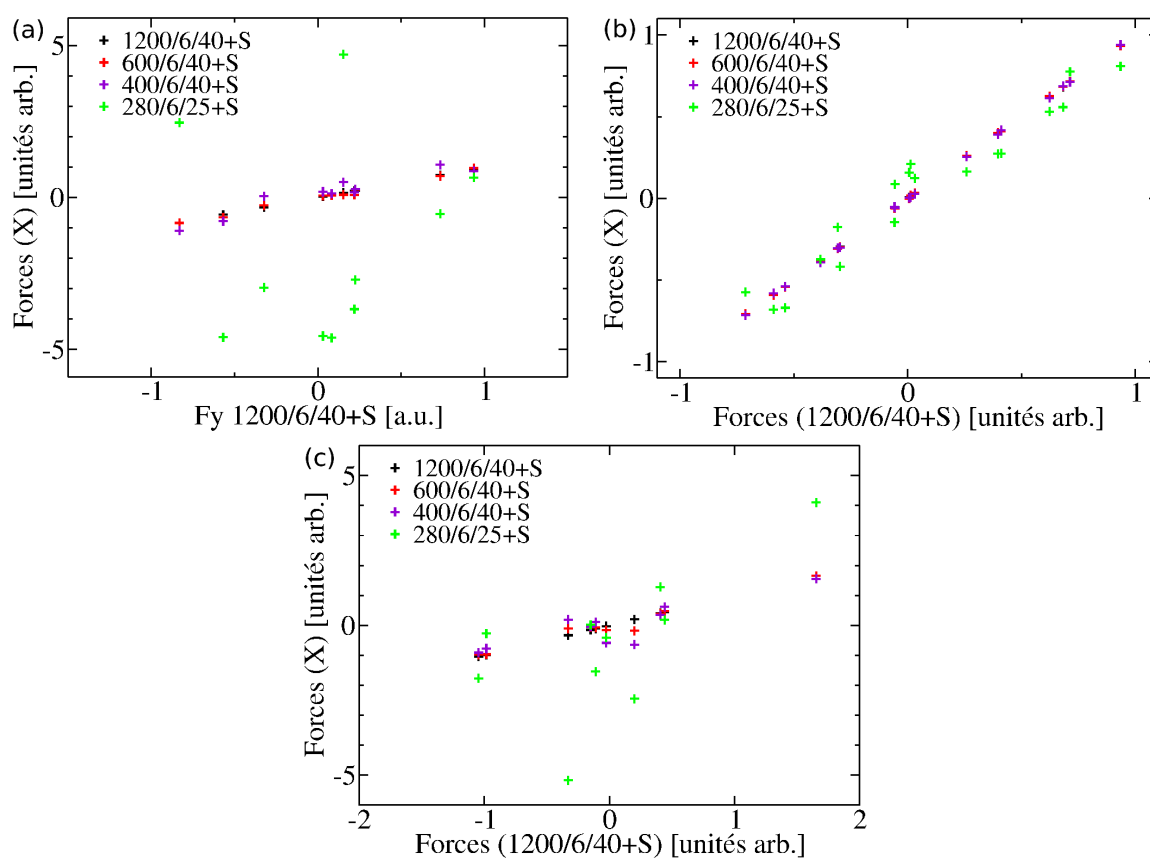 (a)
1200/6/40+S
600/6/40+S
400/6/40+S
280/6/25+S
5
0
-5
-1
0
1
Forces (X) [unités arb.]
Fy 1200/6/40+S [a.u.]
(b)
1200/6/40+S
600/6/40+S
400/6/40+S
280/6/25+S
1
0
-1
-1
0
1
Forces (X) [unités arb.]
Forces (1200/6/40+S) [unités arb.]
(c)
1200/6/40+S
600/6/40+S
400/6/40+S
280/6/25+S
5
0
-5
-2
-1
0
1
2
Forces (X) [unités arb.]
Forces (1200/6/40+S) [unités arb.]